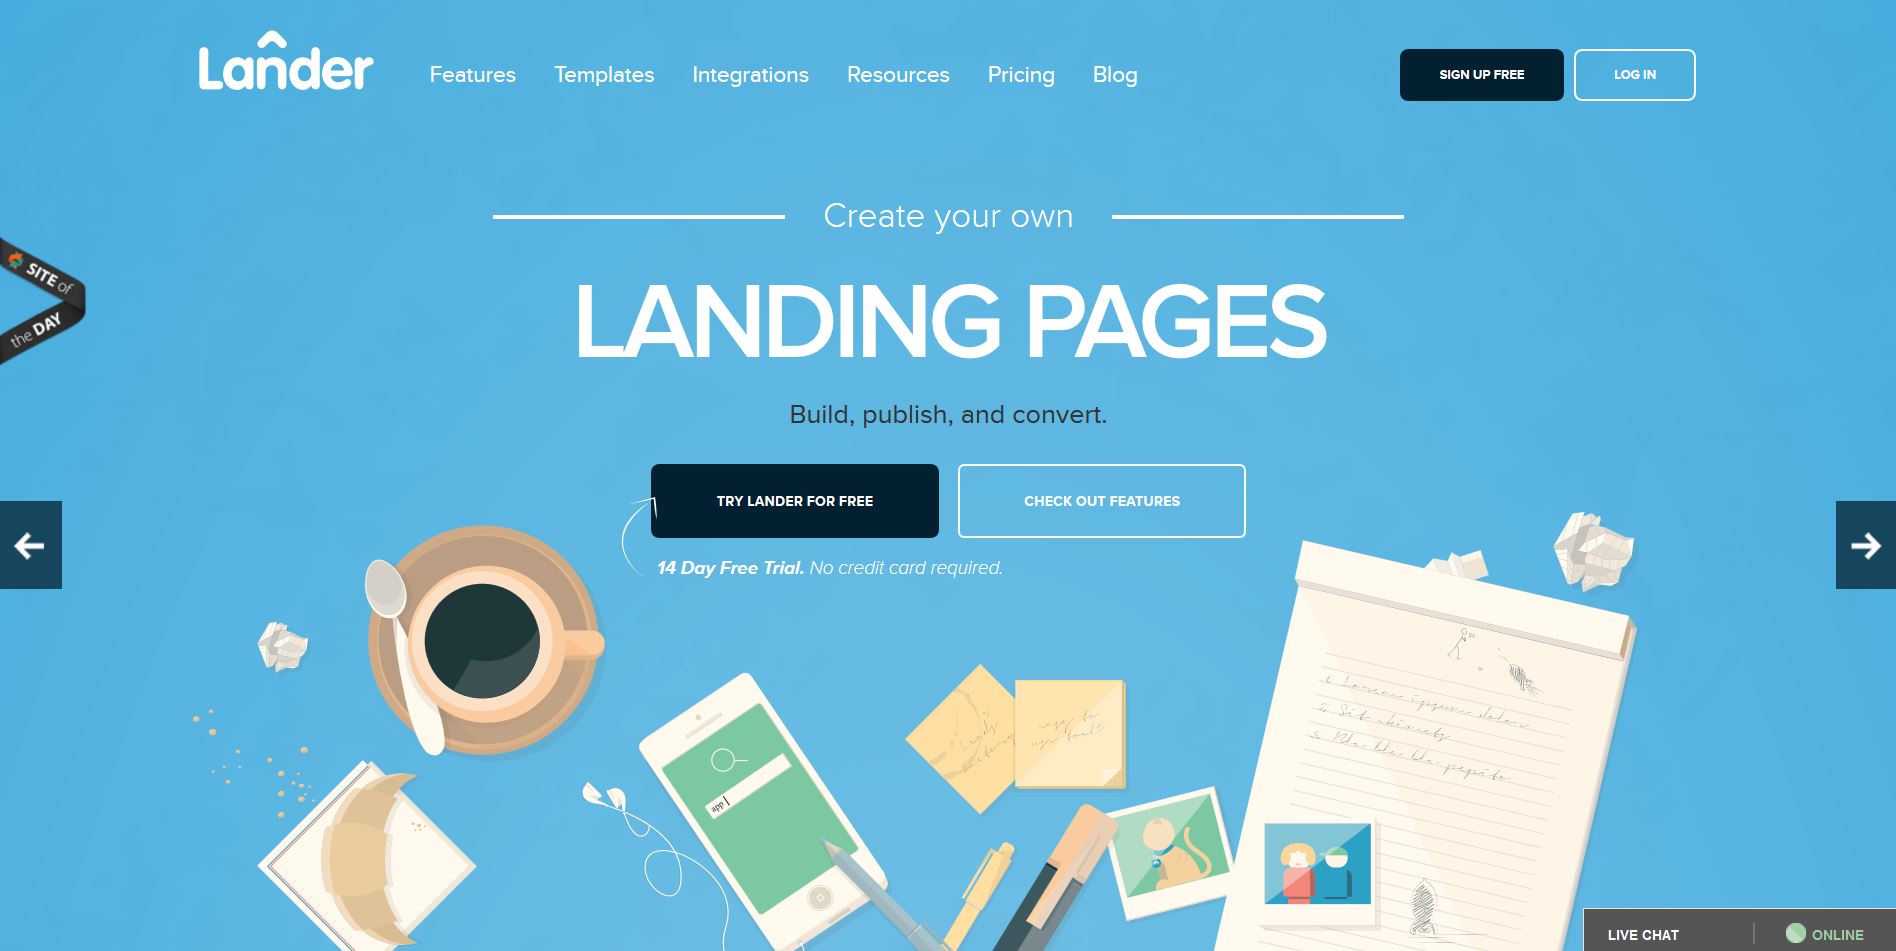 Lander
Features Templates Integrations Resources Pricing Blog
SIGN UP FREE LOG IN
Create your own
LANDING PAGES
SITE of
the DAY
Build, publish, and convert.
TRY LANDER FOR FREE CHECK OUT FEATURES
14 Day Free Trial. No credit card required.
app
LIVE CHAT ONLINE